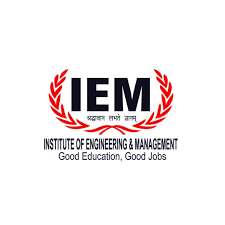 IEM
श्रद्धावान लभते ज्ञानम्
INSTITUTE OF ENGINEERING & MANAGEMENT
Good Education, Good Jobs